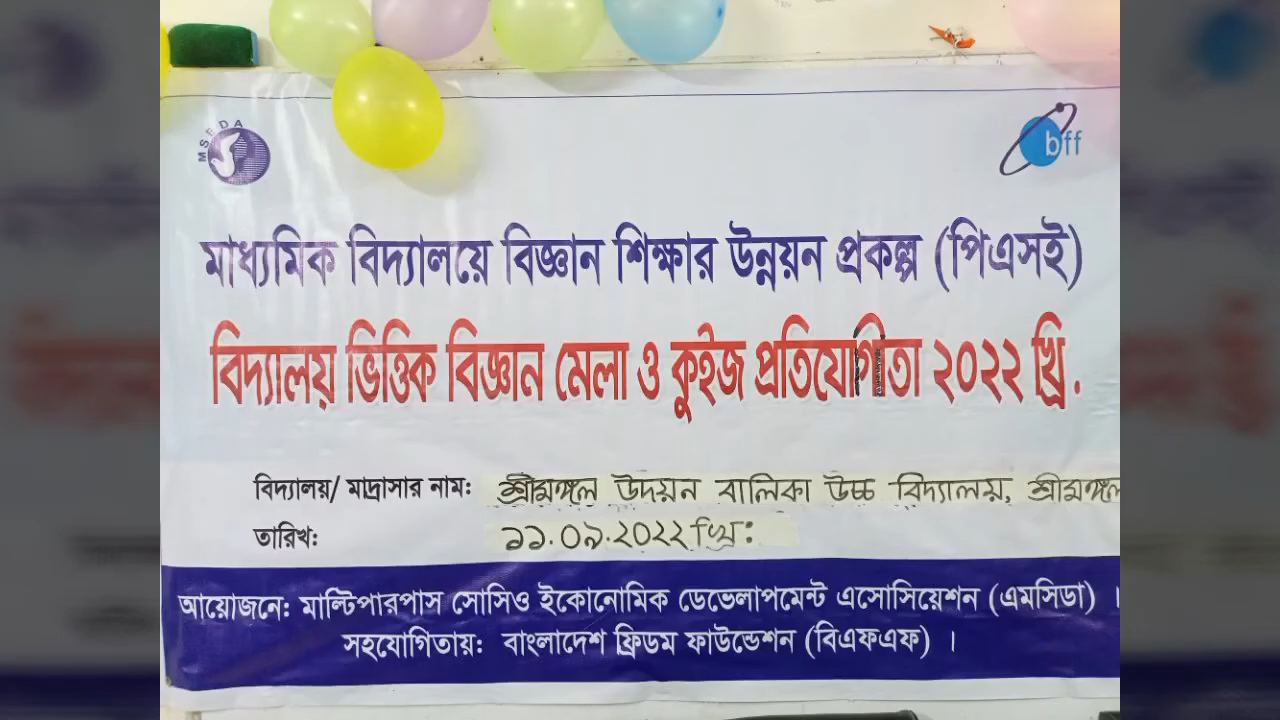 MSEDA
bff
মাধ্যমিক বিদ্যালয়ে বিজ্ঞান শিক্ষার উন্নয়ন প্রকল্প (পিএসই)
বিদ্যালয় ভিত্তিক বিজ্ঞান মেলা ও কুইজ প্রতিযোগিতা ২০২২ খ্রি.
বিদ্যালয়/ মাদ্রাসার নাম: শ্রীমঙ্গল উদয়ন বালিকা উচ্চ বিদ্যালয়, শ্রীমঙ্গল
তারিখ: ১১.০৯.২০২২ খ্রি:
আয়োজনে: মাল্টিপারপাস সোসিও ইকোনোমিক ডেভেলাপমেন্ট এসোসিয়েশন (এমসিডা) ।
সহযোগিতায়: বাংলাদেশ ফ্রিডম ফাউন্ডেশন (বিএফএফ) ।